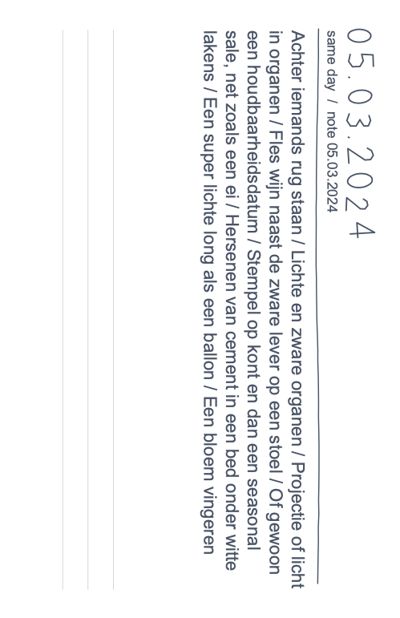 05.03.2024
same day / note 05.03.2024
Achter iemands rug staan / Lichte en zware organen / Projectie of licht
in organen / Fles wijn naast de zware lever op een stoel / Of gewoon
een houdbaarheidsdatum / Stempel op kont en dan een seasonal
sale, net zoals een ei / Hersenen van cement in een bed onder witte
lakens / Een super lichte long als een ballon / Een bloem vingeren